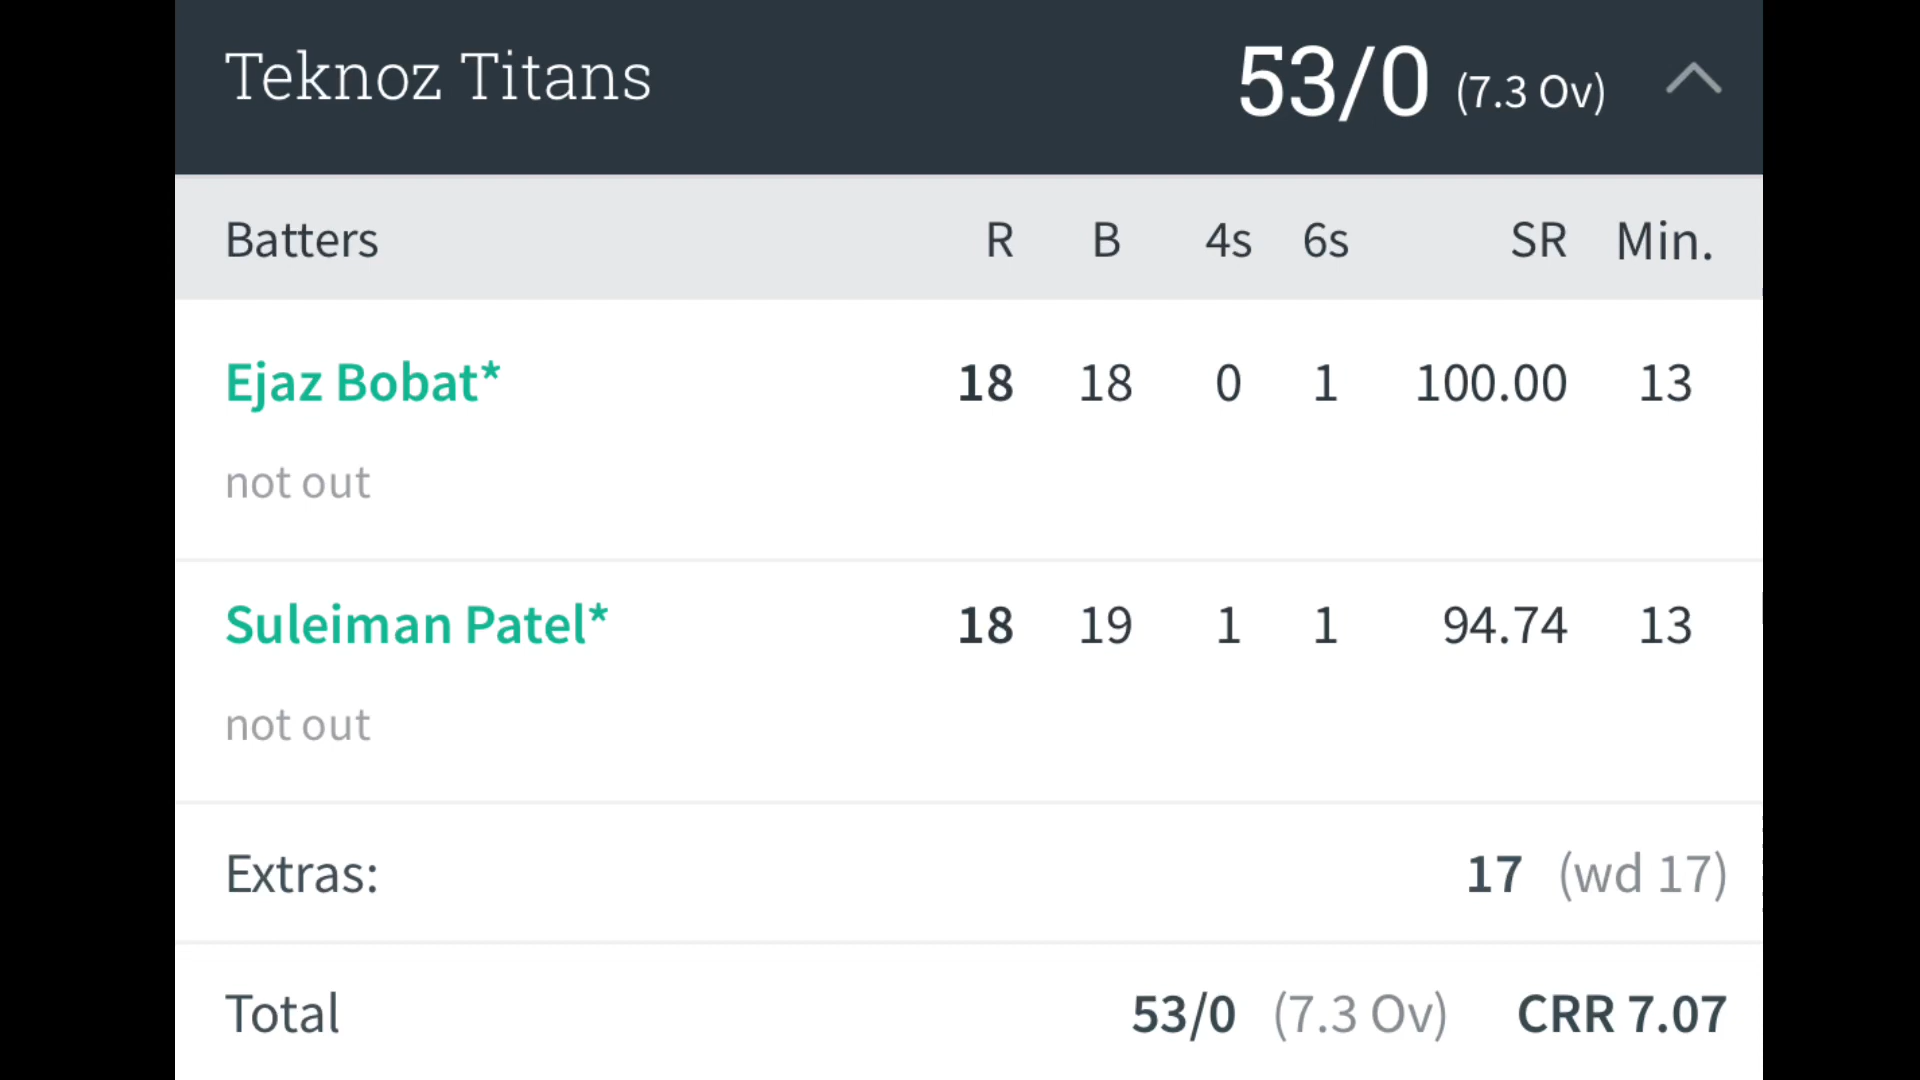 Teknoz Titans 53/0 (7.3 Ov)
Batters R B 4s 6s SR Min.
Ejaz Bobat* 18 18 0 1 100.00 13
not out
Suleiman Patel* 18 19 1 1 94.74 13
not out
Extras: 17 (wd 17)
Total 53/0 (7.3 Ov) CRR 7.07